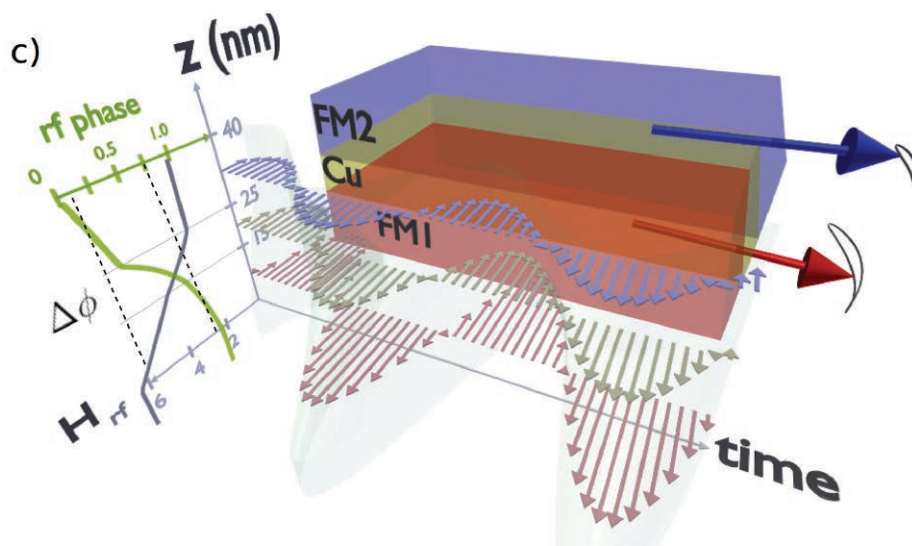 c)
z (nm)
rf phase
0
0.5
1.0
40
25
15
FM2
Cu
FM1
Δϕ
H rf
6
4
2
time